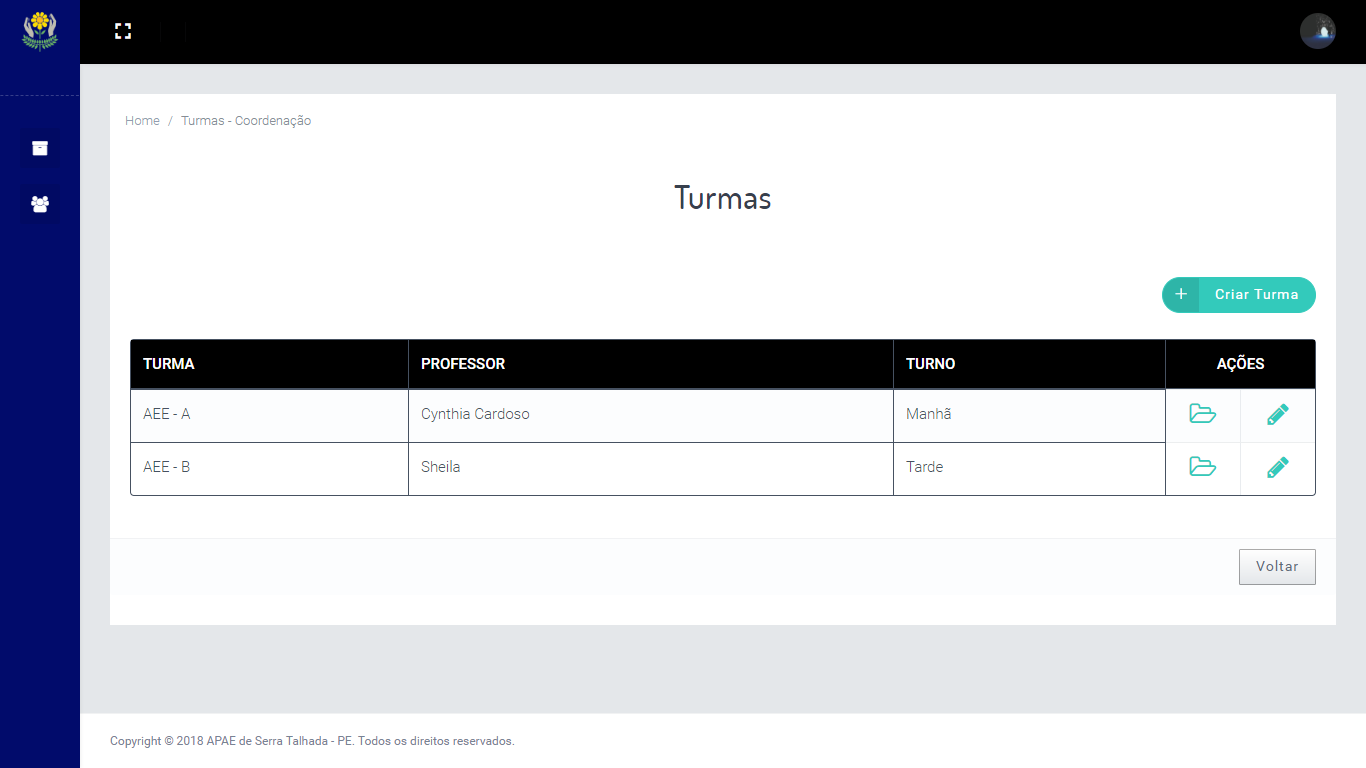 Home / Turmas - Coordenação
Turmas
+ Criar Turma
TURMA PROFESSOR TURNO AÇÕES
AEE - A Cynthia Cardoso Manhã
AEE - B Sheila Tarde
Voltar
Copyright © 2018 APAE de Serra Talhada - PE. Todos os direitos reservados.